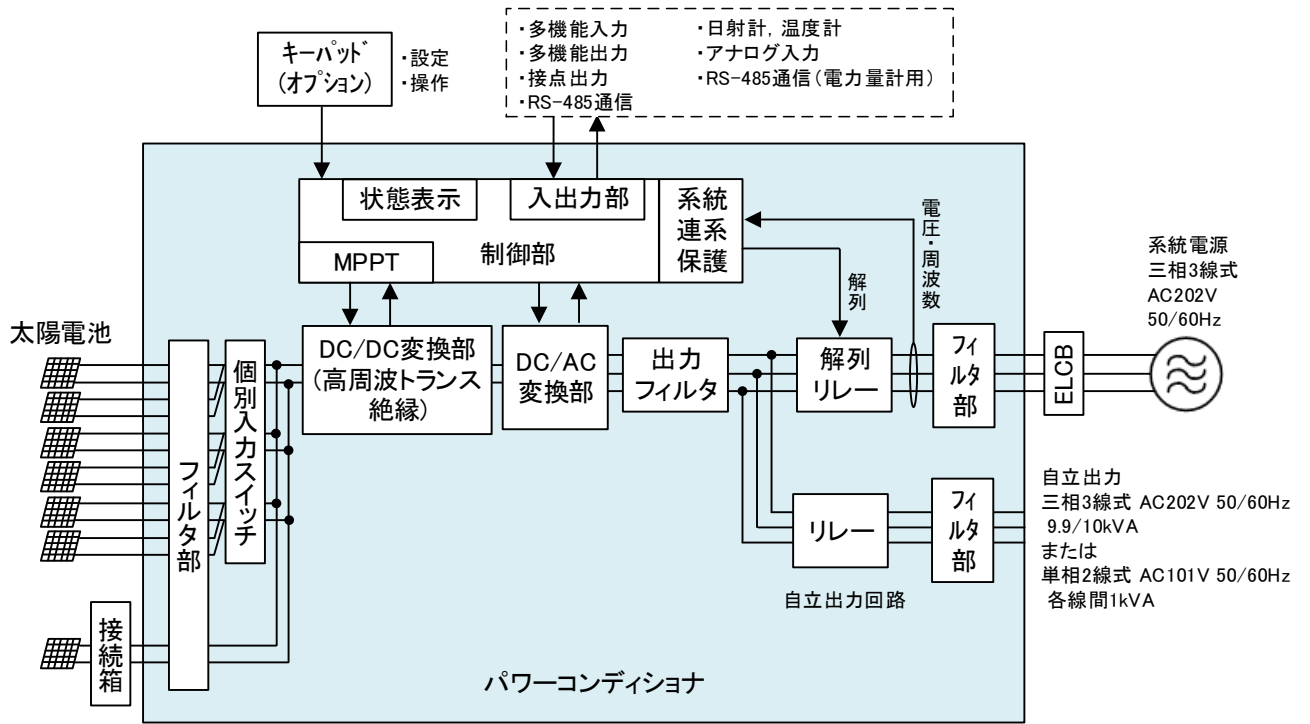 キーパッド
(オプション)
・設定
・操作
・多機能入力
・多機能出力
・接点出力
・RS-485通信
・日射計, 温度計
・アナログ入力
・RS-485通信(電力量計用)
状態表示
入出力部
制御部
MPPT
系統
連系
保護
解列
電圧・周波数
系統電源
三相3線式
AC202V
50/60Hz
太陽電池
フィルタ部
個別入力スイッチ
DC/DC変換部
(高周波トランス
絶縁)
DC/AC
変換部
出力
フィルタ
解列
リレー
フィ
ルタ
部
ELCB
リレー
自立出力回路
フィ
ルタ
部
自立出力
三相3線式 AC202V 50/60Hz
9.9/10kVA
または
単相2線式 AC101V 50/60Hz
各線間1kVA
接続箱
パワーコンディショナ